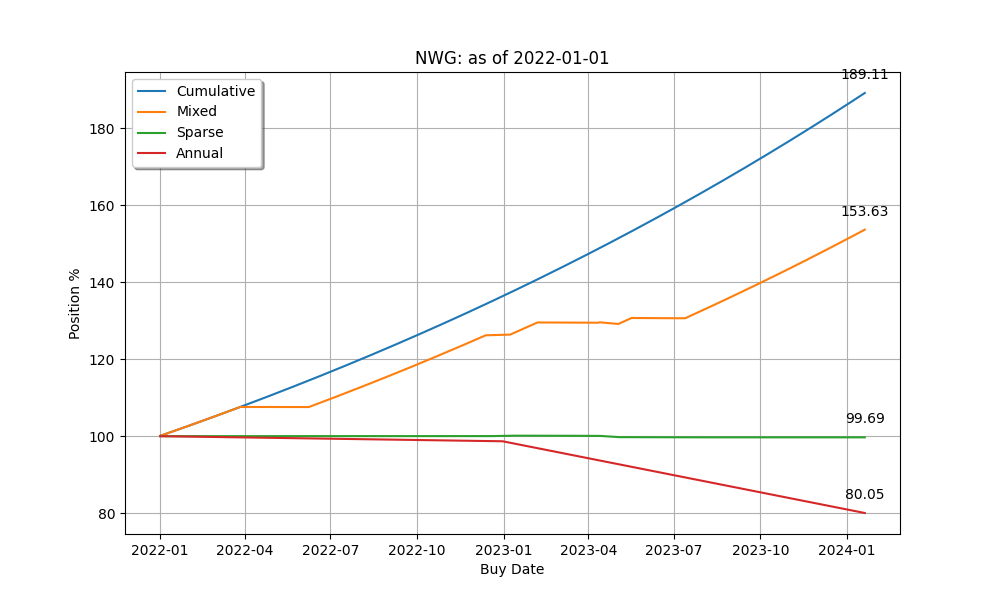 NWG: as of 2022-01-01
189.11
Cumulative
Mixed
Sparse
Annual
180
160
153.63
140
120
100
99.69
80
80.05
Position %
2022-01 2022-04 2022-07 2022-10 2023-01 2023-04 2023-07 2023-10 2024-01
Buy Date